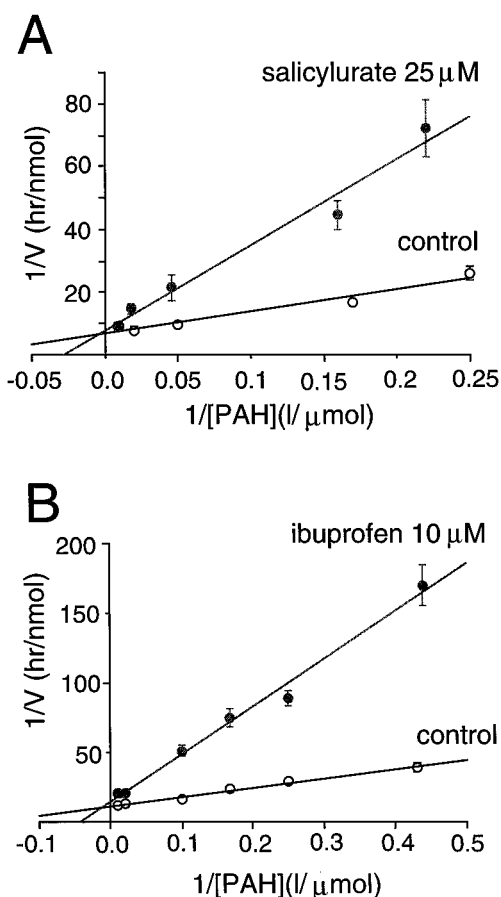 A
salicylurate 25 μM
1/V (hr/nmol)
80
60
40
20
control
-0.05 0.0 0.05 0.1 0.15 0.2 0.25
1/[PAH](l/ μmol)
B
ibuprofen 10 μM
1/V (hr/nmol)
200
150
100
50
control
-0.1 0.0 0.1 0.2 0.3 0.4 0.5
1/[PAH](l/ μmol)